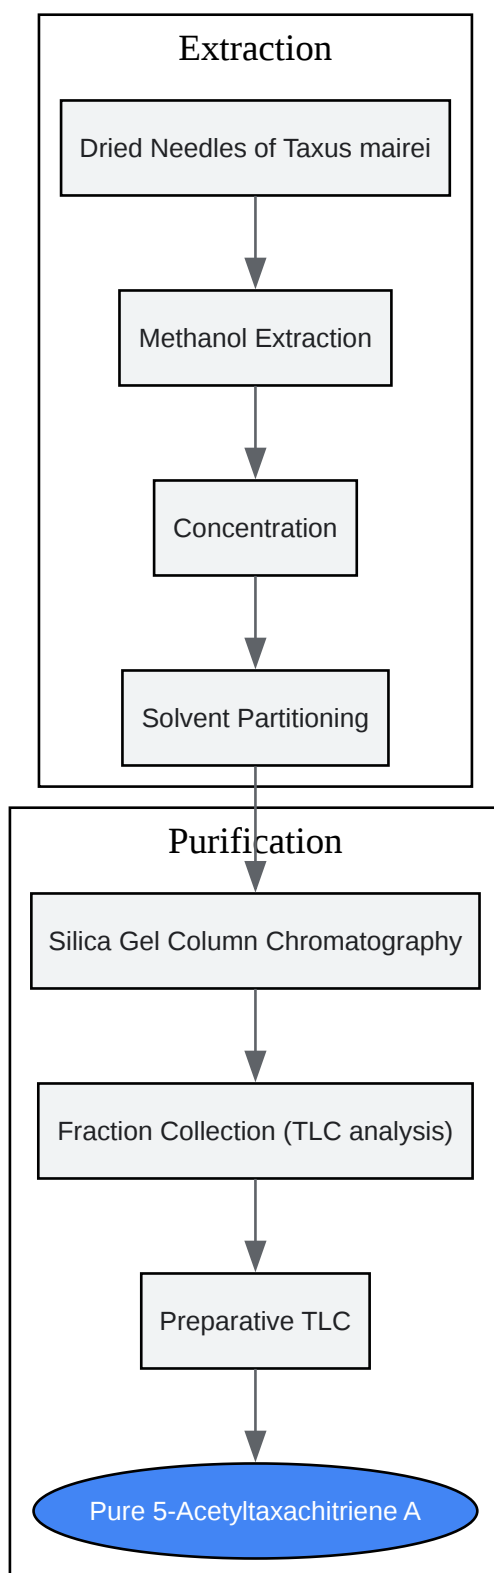 Extraction
Dried Needles of Taxus mairei
Methanol Extraction
Concentration
Solvent Partitioning
Purification
Silica Gel Column Chromatography
Fraction Collection (TLC analysis)
Preparative TLC
Pure 5-Acetyltaxachitriene A